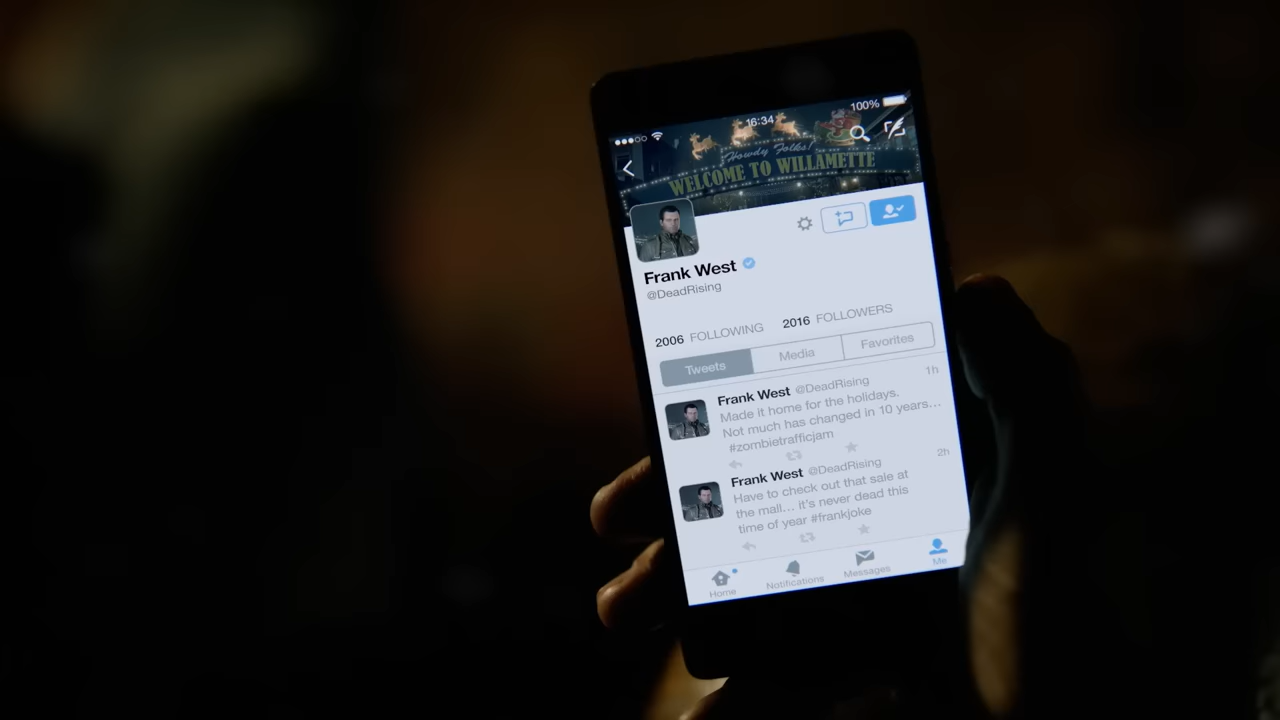 100%
16:34
Howdy Folks!
WELCOME TO WILLAMETTE
Frank West
@DeadRising
2006 FOLLOWING 2016 FOLLOWERS
Tweets Media Favorites
Frank West @DeadRising 1h
Made it home for the holidays.
Not much has changed in 10 years...
#zombietrafficjam
Frank West @DeadRising 2h
Have to check out that sale at
the mall... it's never dead this
time of year #frankjoke
Home Notifications Messages Me